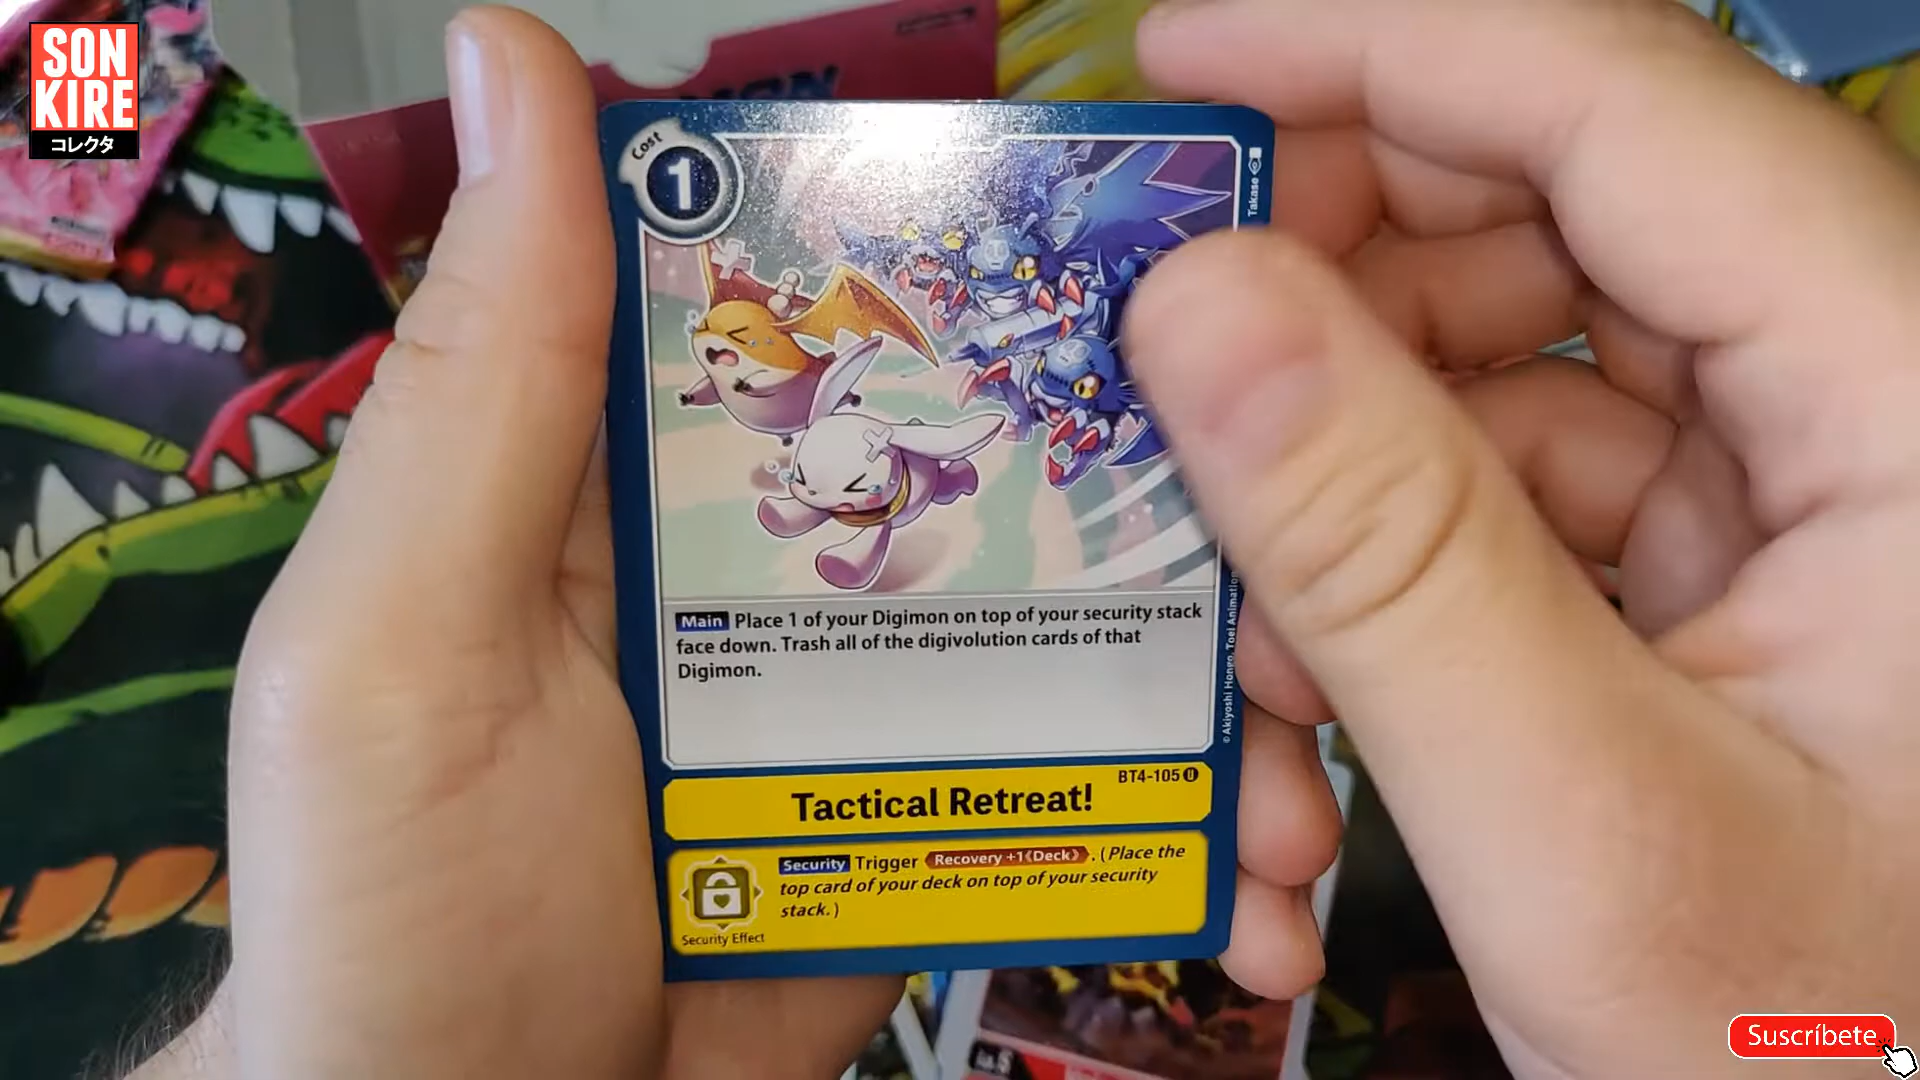 SON
KIRE
コレクタ
Cost
1
Takase
Main Place 1 of your Digimon on top of your security stack
face down. Trash all of the digivolution cards of that
Digimon.
© Akiyoshi Hongo, Toei Animation
BT4-105 U
Tactical Retreat!
Security Trigger Recovery +1《Deck》. (Place the
top card of your deck on top of your security
stack.)
Security Effect
Lv.5
Suscríbete